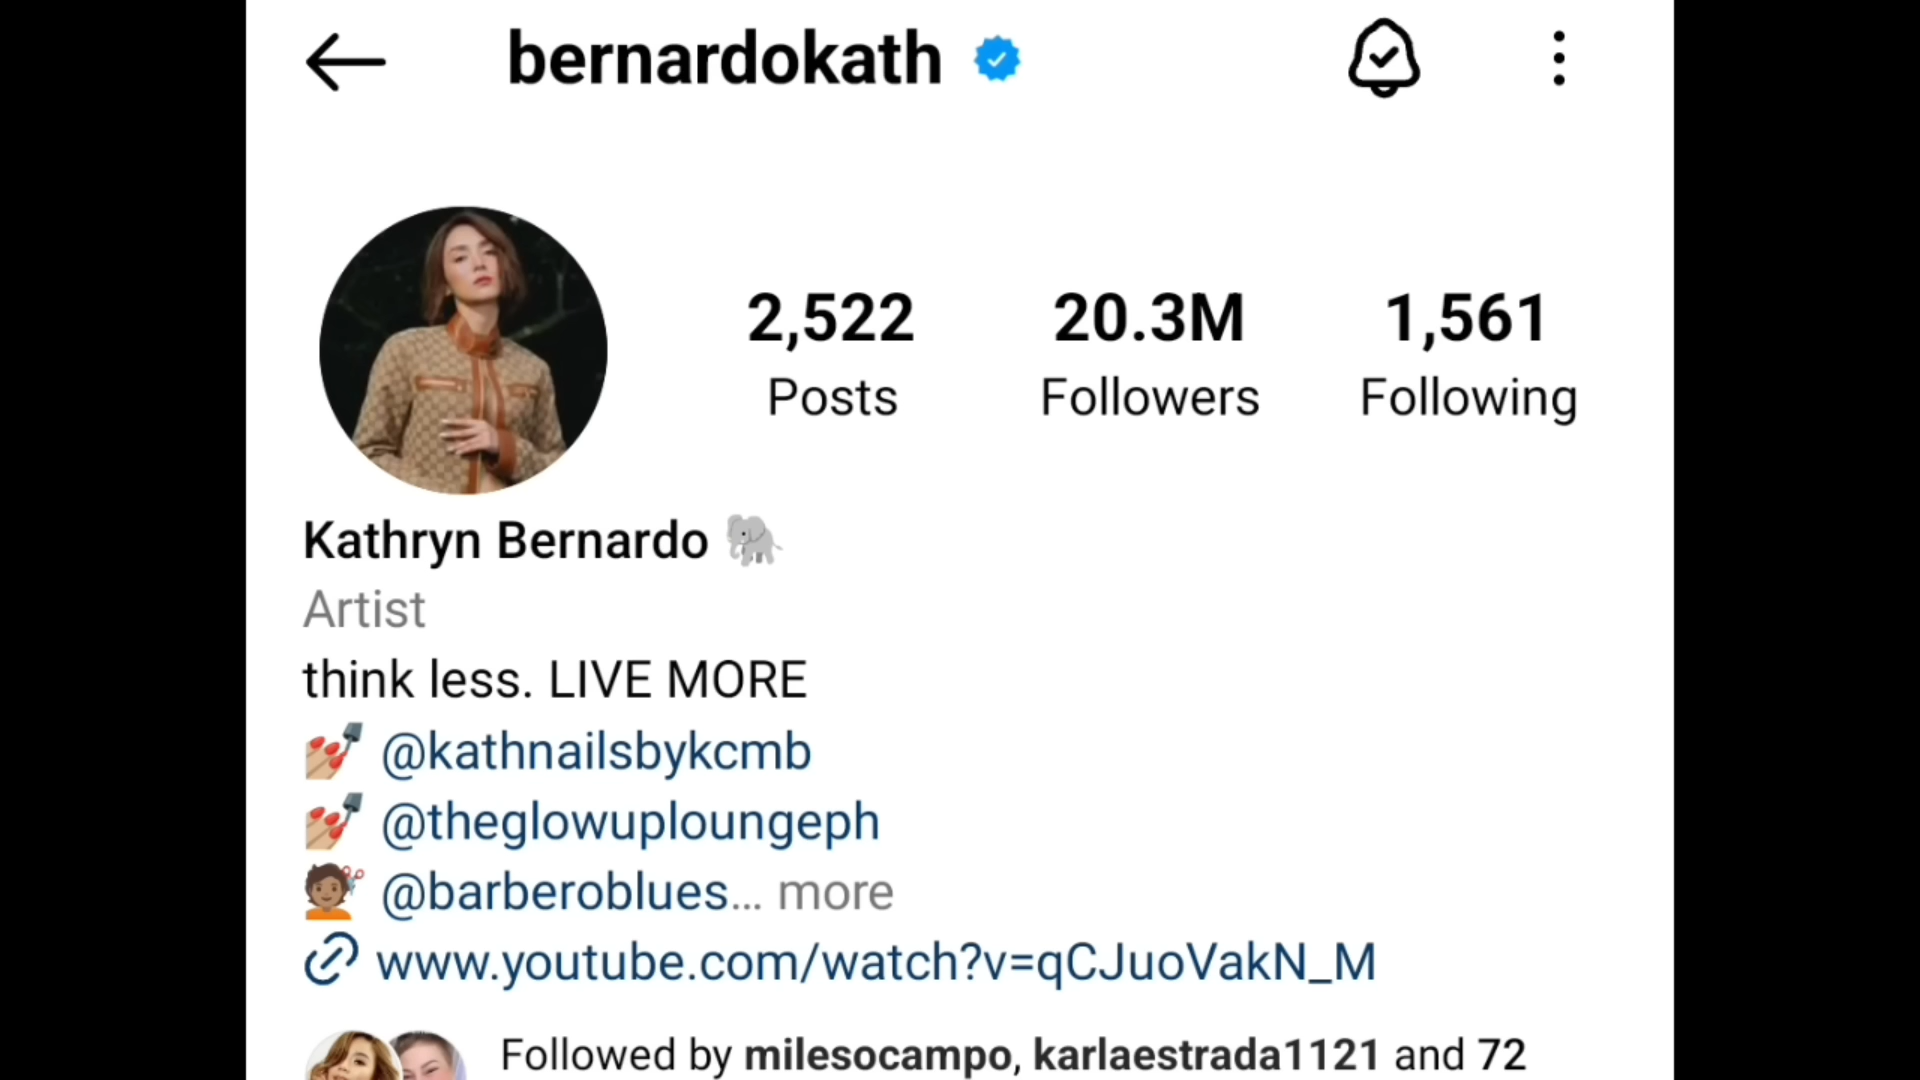 bernardokath
2,522 20.3M 1,561
Posts Followers Following
Kathryn Bernardo 🐘
Artist
think less. LIVE MORE
💅🏼 @kathnailsbykcmb
💅🏼 @theglowuploungeph
💇🏽 @barberoblues... more
www.youtube.com/watch?v=qCJuoVakN_M
Followed by milesocampo, karlaestrada1121 and 72